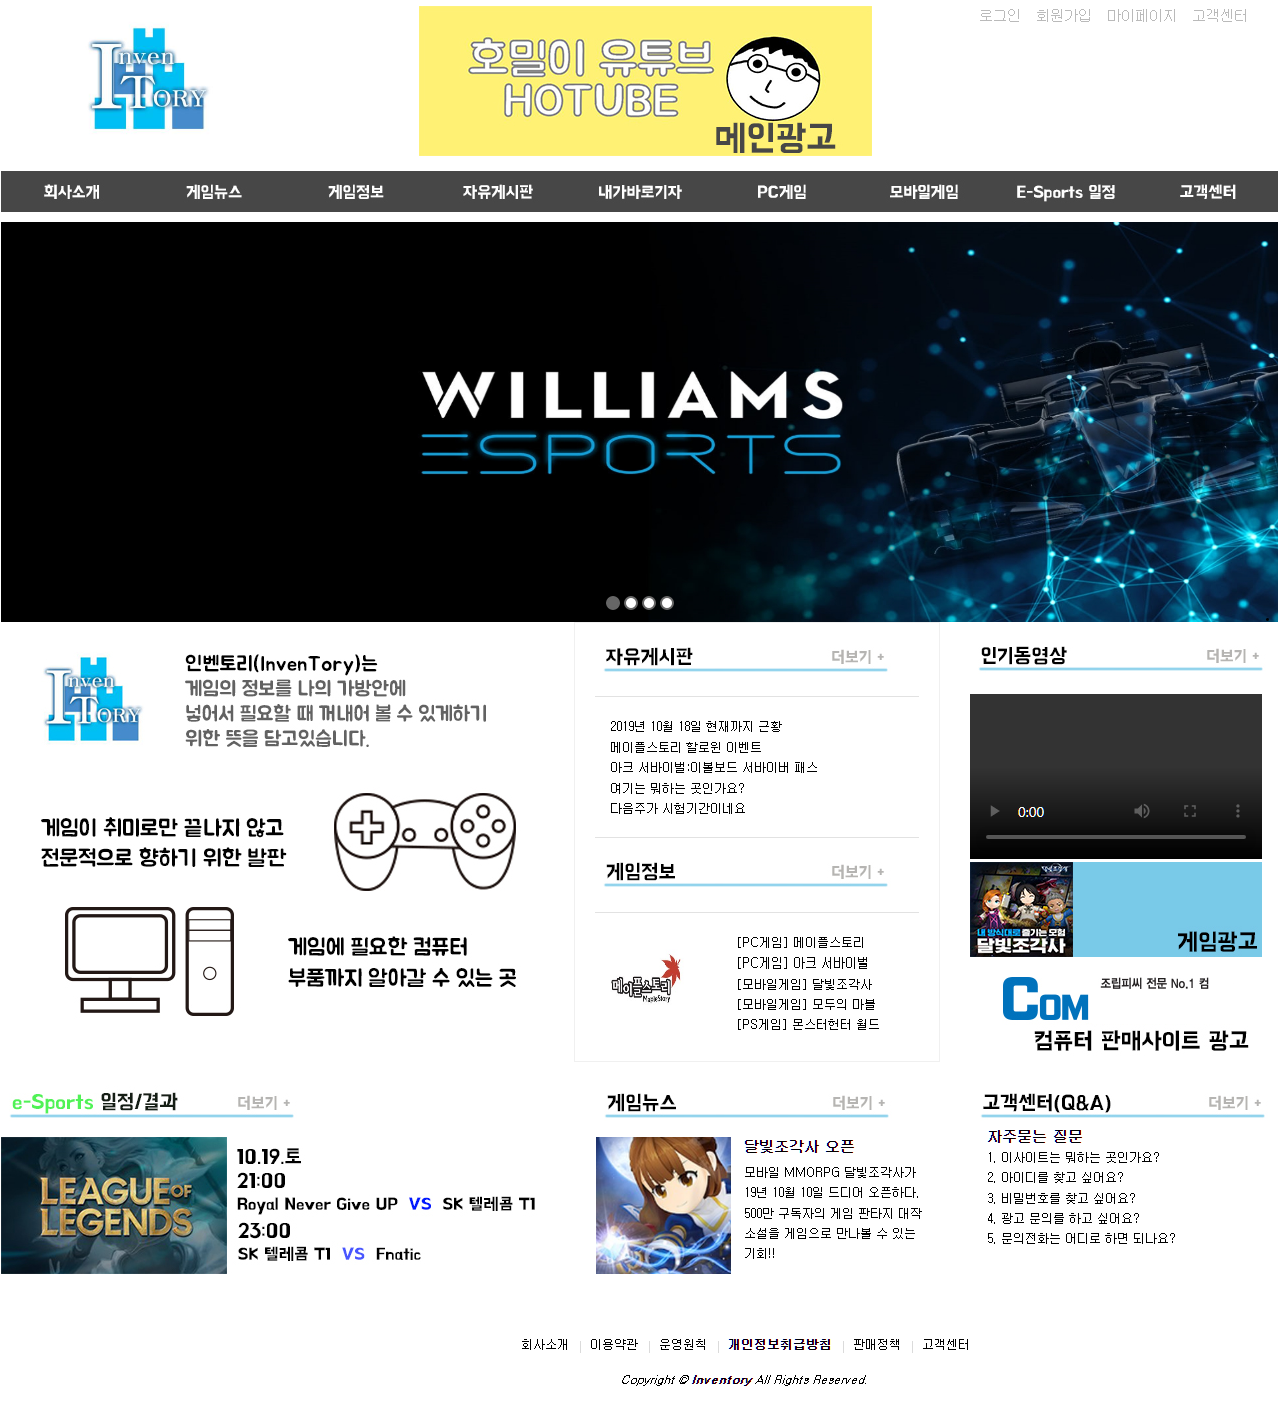 로그인 회원가입 마이페이지 고객센터
Inven
Tory
호밀이 유튜브
HOTUBE
메인광고
회사소개 게임뉴스 게임정보 자유게시판 내가바로기자 PC게임 모바일게임 E-Sports 일정 고객센터
WILLIAMS
ESPORTS
Inven
Tory
인벤토리(InvenTory)는
게임의 정보를 나의 가방안에
넣어서 필요할 때 꺼내어 볼 수 있게하기
위한 뜻을 담고있습니다.
게임이 취미로만 끝나지 않고
전문적으로 향하기 위한 발판
게임에 필요한 컴퓨터
부품까지 알아갈 수 있는 곳
자유게시판 더보기 +
2019년 10월 18일 현재까지 근황
메이플스토리 할로윈 이벤트
아크 서바이벌:이볼보드 서바이버 패스
여기는 뭐하는 곳인가요?
다음주가 시험기간이네요
게임정보 더보기 +
메이플스토리
MapleStory
[PC게임] 메이플스토리
[PC게임] 아크 서바이벌
[모바일게임] 달빛조각사
[모바일게임] 모두의 마블
[PS게임] 몬스터헌터 월드
인기동영상 더보기 +
0:00
내 방식대로 즐기는 모험
달빛조각사
게임광고
COM 조립피씨 전문 No.1 컴
컴퓨터 판매사이트 광고
e-Sports 일정/결과 더보기 +
LEAGUE OF
LEGENDS
10.19.토
21:00
Royal Never Give UP VS SK 텔레콤 T1
23:00
SK 텔레콤 T1 VS Fnatic
게임뉴스 더보기 +
달빛조각사 오픈
모바일 MMORPG 달빛조각사가
19년 10월 10일 드디어 오픈하다.
500만 구독자의 게임 판타지 대작
소설을 게임으로 만나볼 수 있는
기회!!
고객센터(Q&A) 더보기 +
자주묻는 질문
1. 이사이트는 뭐하는 곳인가요?
2. 아이디를 찾고 싶어요?
3. 비밀번호를 찾고 싶어요?
4. 광고 문의를 하고 싶어요?
5. 문의전화는 어디로 하면 되나요?
회사소개 이용약관 운영원칙 개인정보취급방침 판매정책 고객센터
Copyright © Inventory All Rights Reserved.